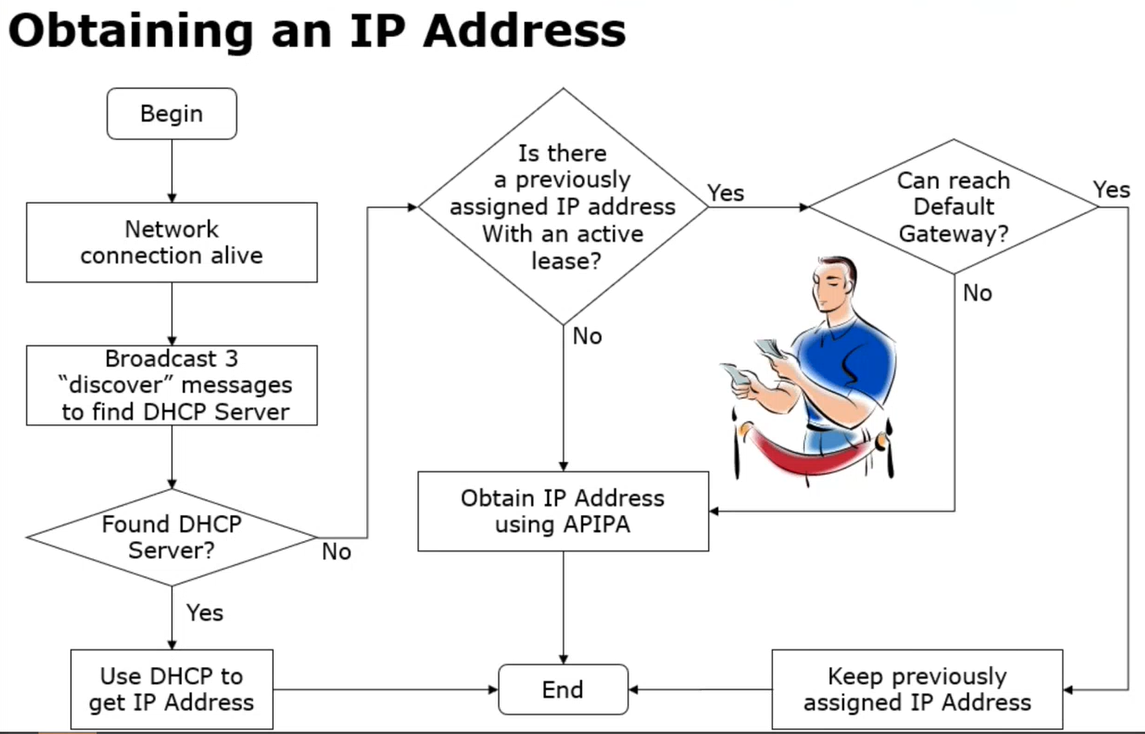 Obtaining an IP Address
Begin
Network
connection alive
Broadcast 3
“discover” messages
to find DHCP Server
Found DHCP
Server?
No
Yes
Use DHCP to
get IP Address
Is there
a previously
assigned IP address
With an active
lease?
Yes
No
Can reach
Default
Gateway?
Yes
No
Obtain IP Address
using APIPA
End
Keep previously
assigned IP Address